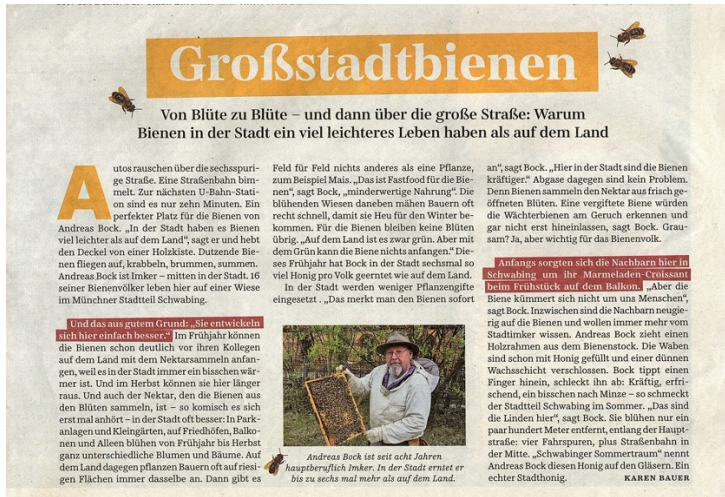 Großstadtbienen
Von Blüte zu Blüte – und dann über die große Straße: Warum
Bienen in der Stadt ein viel leichteres Leben haben als auf dem Land
Autos rauschen über die sechsspuri-
ge Straße. Eine Straßenbahn bim-
melt. Zur nächsten U-Bahn-Stati-
on sind es nur zehn Minuten. Ein
perfekter Platz für die Bienen von
Andreas Bock. „In der Stadt haben es Bienen
viel leichter als auf dem Land“, sagt er und hebt
den Deckel von einer Holzkiste. Dutzende Bie-
nen fliegen auf, krabbeln, brummen, summen.
Andreas Bock ist Imker – mitten in der Stadt. 16
seiner Bienenvölker leben hier auf einer Wiese
im Münchner Stadtteil Schwabing.
Und das aus gutem Grund: „Sie entwickeln
sich hier einfach besser.“ Im Frühjahr können
die Bienen schon deutlich vor ihren Kollegen
auf dem Land mit dem Nektarsammeln anfan-
gen, weil es in der Stadt immer ein bisschen wär-
mer ist. Und im Herbst können sie hier länger
raus. Und auch der Nektar, den die Bienen aus
den Blüten sammeln, ist – so komisch es sich
erst mal anhört – in der Stadt oft besser: In Park-
anlagen und Kleingärten, auf Friedhöfen, Balko-
nen und Alleen blühen von Frühjahr bis Herbst
ganz unterschiedliche Blumen und Bäume. Auf
dem Land dagegen pflanzen Bauern oft auf riesi-
gen Flächen immer dasselbe an. Dann gibt es
Feld für Feld nichts anderes als eine Pflanze,
zum Beispiel Mais. „Das ist Fastfood für die Bie-
nen“, sagt Bock, „minderwertige Nahrung“. Die
blühenden Wiesen daneben mähen Bauern oft
recht schnell, damit sie Heu für den Winter be-
kommen. Für die Bienen bleiben keine Blüten
übrig. „Auf dem Land ist es zwar grün. Aber mit
dem Grün kann die Biene nichts anfangen.“ Die-
ses Frühjahr hat Bock in der Stadt sechsmal so
viel Honig pro Volk geerntet wie auf dem Land.
In der Stadt werden weniger Pflanzengifte
eingesetzt . „Das merkt man den Bienen sofort
Andreas Bock ist seit acht Jahren
hauptberuflich Imker. In der Stadt erntet er
bis zu sechs mal mehr als auf dem Land.
an“, sagt Bock. „Hier in der Stadt sind die Bienen
kräftiger.“ Abgase dagegen sind kein Problem.
Denn Bienen sammeln den Nektar aus frisch ge-
öffneten Blüten. Eine vergiftete Biene würden
die Wächterbienen am Geruch erkennen und
gar nicht erst hineinlassen, sagt Bock. Grau-
sam? Ja, aber wichtig für das Bienenvolk.
Anfangs sorgten sich die Nachbarn hier in
Schwabing um ihr Marmeladen-Croissant
beim Frühstück auf dem Balkon. „Aber die
Biene kümmert sich nicht um uns Menschen“,
sagt Bock. Inzwischen sind die Nachbarn neugie-
rig auf die Bienen und wollen immer mehr vom
Stadtimker wissen. Andreas Bock zieht einen
Holzrahmen aus dem Bienenstock. Die Waben
sind schon mit Honig gefüllt und einer dünnen
Wachsschicht verschlossen. Bock tippt einen
Finger hinein, schleckt ihn ab: Kräftig, erfri-
schend, ein bisschen nach Minze – so schmeckt
der Stadtteil Schwabing im Sommer. „Das sind
die Linden hier“, sagt Bock. Sie blühen nur ein
paar hundert Meter entfernt, entlang der Haupt-
straße: vier Fahrspuren, plus Straßenbahn in
der Mitte. „Schwabinger Sommertraum“ nennt
Andreas Bock diesen Honig auf den Gläsern. Ein
echter Stadthonig.
KAREN BAUER